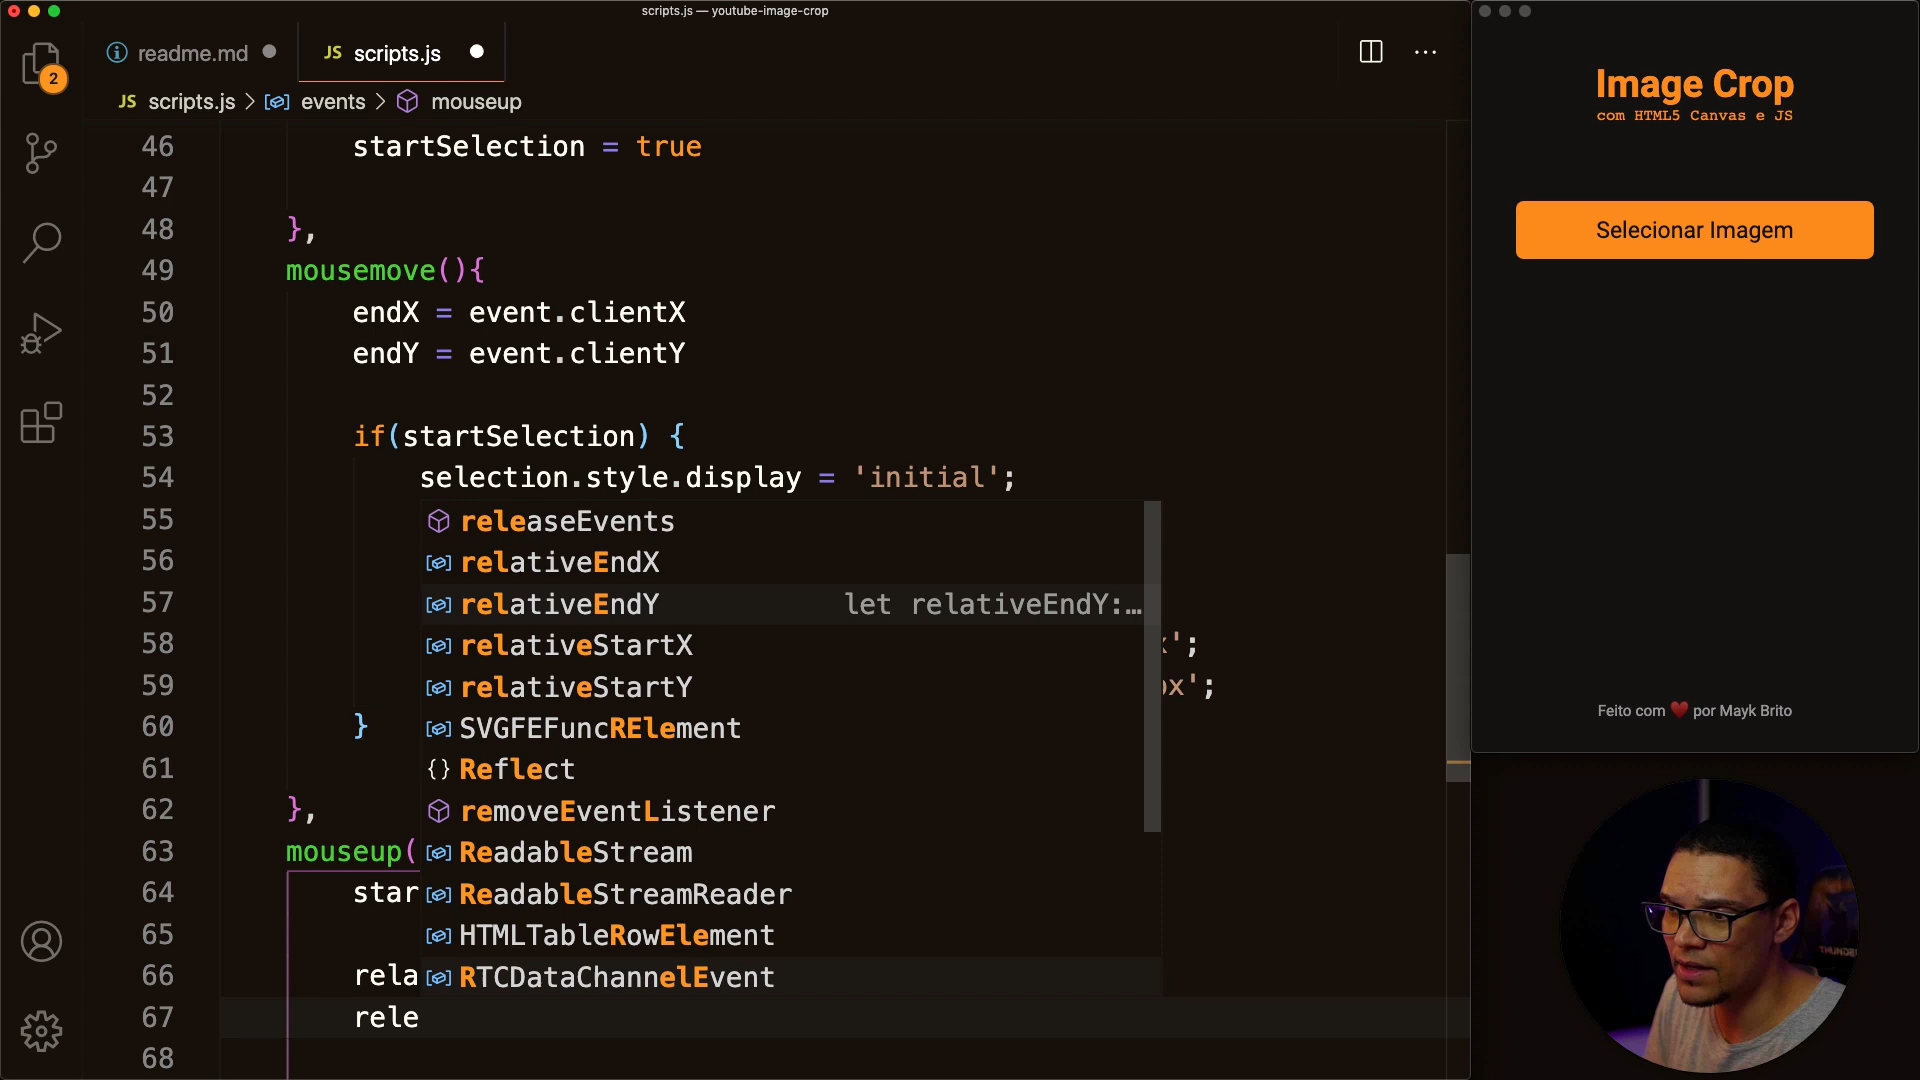 scripts.js — youtube-image-crop
readme.md
JS scripts.js
2
JS scripts.js > events > mouseup
46 startSelection = true
47
48 },
49 mousemove(){
50 endX = event.clientX
51 endY = event.clientY
52
53 if(startSelection) {
54 selection.style.display = 'initial';
55 releaseEvents
56 relativeEndX
57 relativeEndY let relativeEndY:…
58 relativeStartX ';
59 relativeStartY x';
60 } SVGFEFuncRElement
61 {} Reflect
62 }, removeEventListener
63 mouseup( ReadableStream
64 star ReadableStreamReader
65 HTMLTableRowElement
66 rela RTCDataChannelEvent
67 rele
68
Image Crop
com HTML5 Canvas e JS
Selecionar Imagem
Feito com ❤️ por Mayk Brito